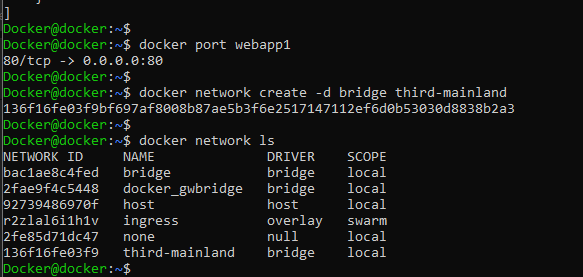 ]
Docker@docker:~$
Docker@docker:~$ docker port webapp1
80/tcp -> 0.0.0.0:80
Docker@docker:~$
Docker@docker:~$ docker network create -d bridge third-mainland
136f16fe03f9bf697af8008b87ae5b3f6e2517147112ef6d0b53030d8838b2a3
Docker@docker:~$
Docker@docker:~$ docker network ls
NETWORK ID     NAME              DRIVER    SCOPE
bac1ae8c4fed   bridge            bridge    local
2fae9f4c5448   docker_gwbridge   bridge    local
92739486970f   host              host      local
r2zlal6i1h1v   ingress           overlay   swarm
2fe85d71dc47   none              null      local
136f16fe03f9   third-mainland    bridge    local
Docker@docker:~$